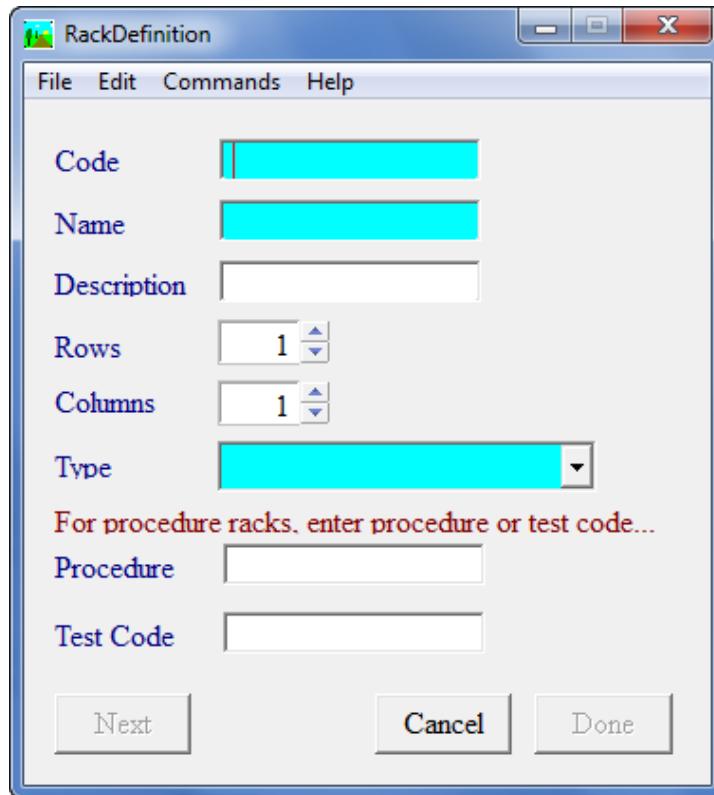 RackDefinition
File Edit Commands Help
Code
Name
Description
Rows 1
Columns 1
Type
For procedure racks, enter procedure or test code...
Procedure
Test Code
Next Cancel Done